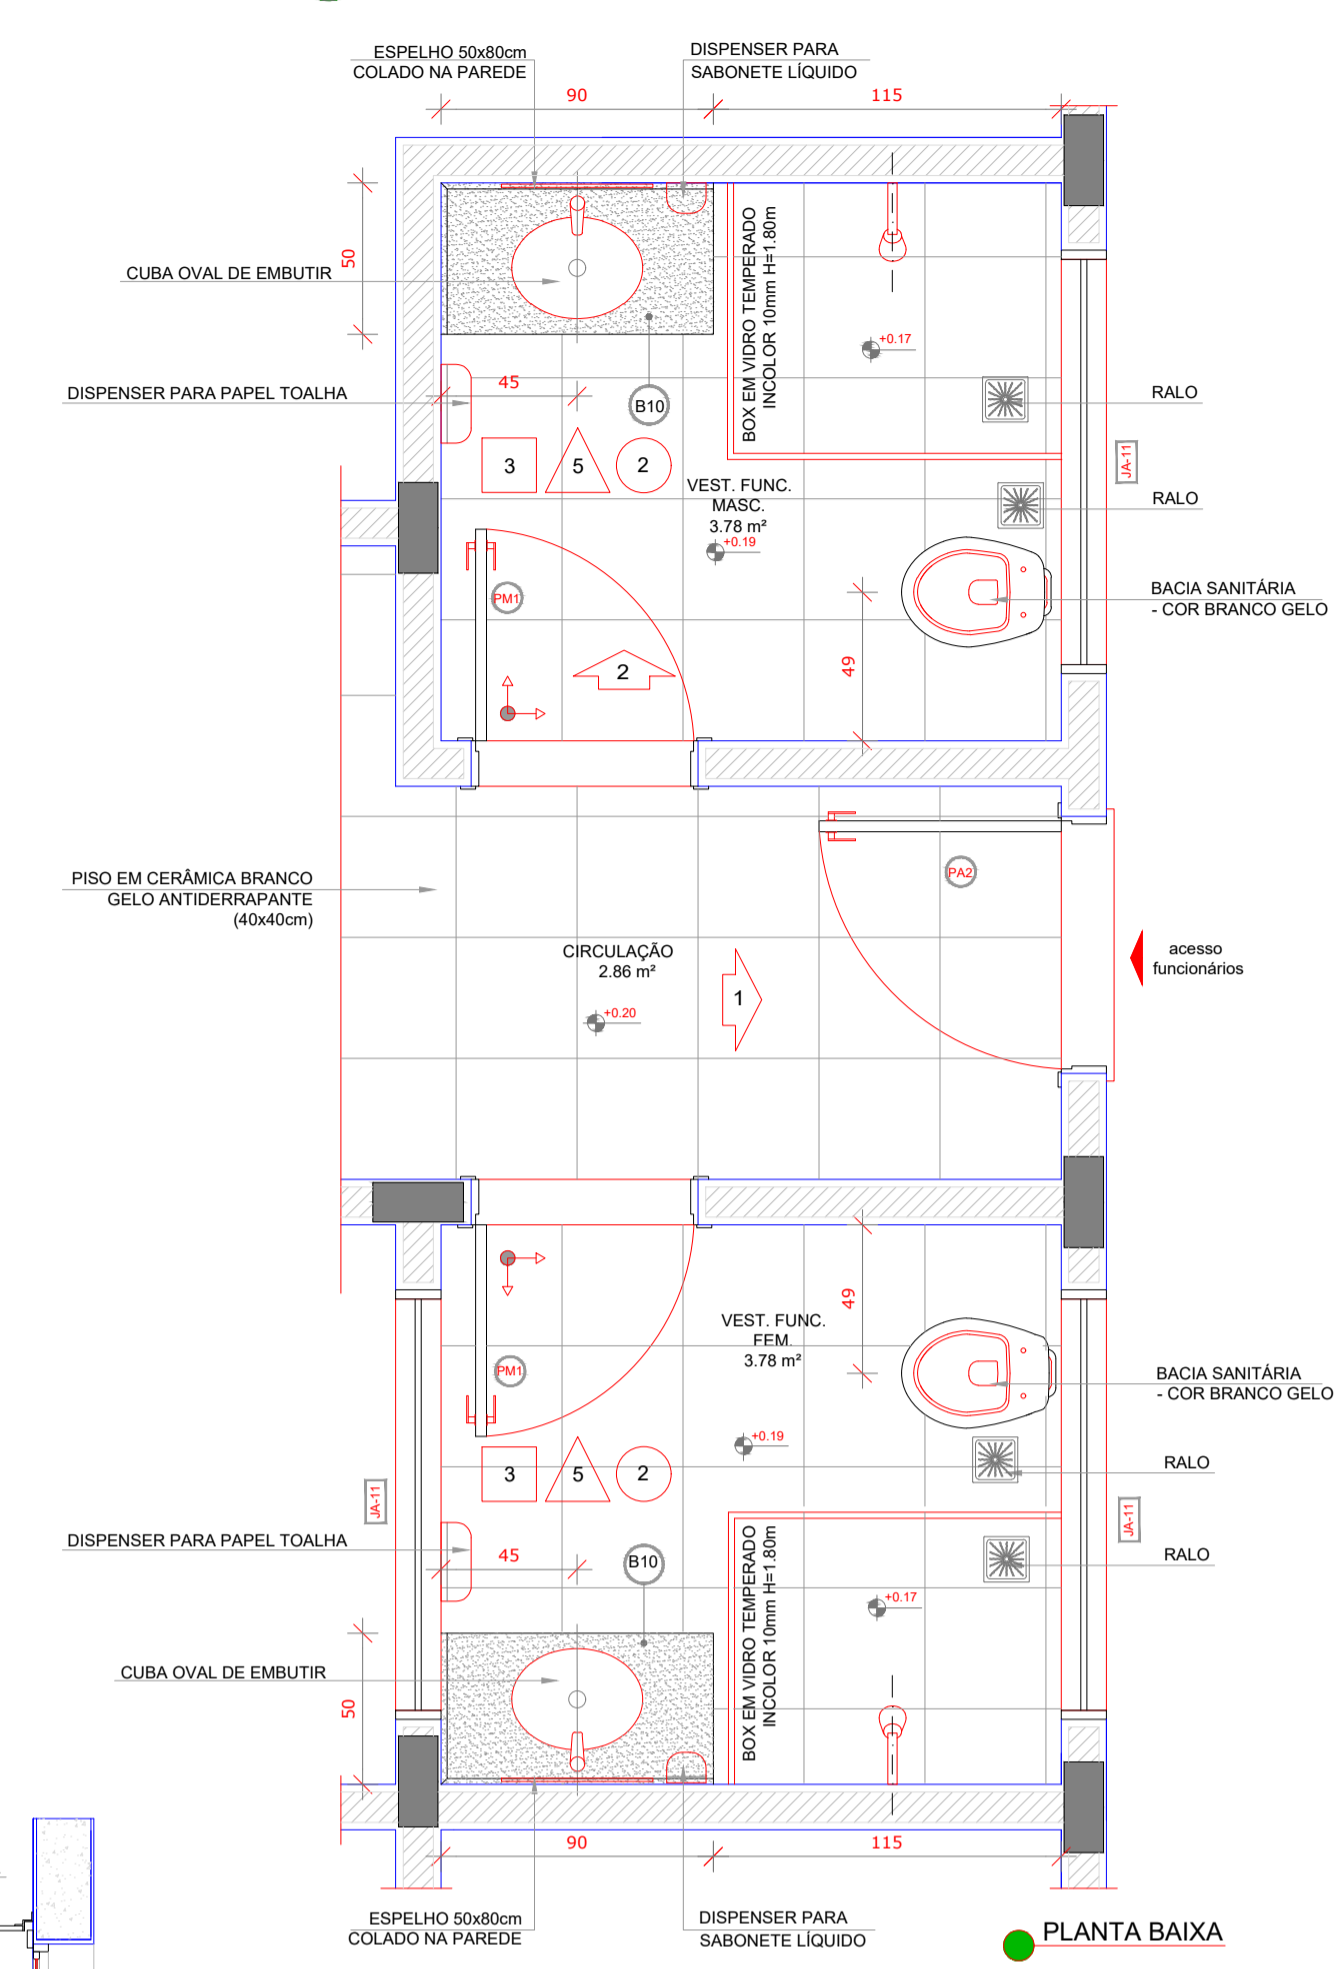 ESPELHO 50x80cm
COLADO NA PAREDE
DISPENSER PARA
SABONETE LÍQUIDO
90
115
50
CUBA OVAL DE EMBUTIR
BOX EM VIDRO TEMPERADO
INCOLOR 10mm H=1.80m
+0.17
DISPENSER PARA PAPEL TOALHA
45
B10
RALO
3
5
2
JA-11
VEST. FUNC.
MASC.
3.78 m²
+0.19
RALO
PM1
BACIA SANITÁRIA
- COR BRANCO GELO
49
2
PISO EM CERÂMICA BRANCO
GELO ANTIDERRAPANTE
(40x40cm)
PA2
CIRCULAÇÃO
2.86 m²
+0.20
1
acesso
funcionários
49
VEST. FUNC.
FEM.
3.78 m²
PM1
BACIA SANITÁRIA
- COR BRANCO GELO
+0.19
3
5
2
RALO
JA-11
JA-11
DISPENSER PARA PAPEL TOALHA
45
B10
RALO
BOX EM VIDRO TEMPERADO
INCOLOR 10mm H=1.80m
+0.17
CUBA OVAL DE EMBUTIR
50
90
115
ESPELHO 50x80cm
COLADO NA PAREDE
DISPENSER PARA
SABONETE LÍQUIDO
PLANTA BAIXA